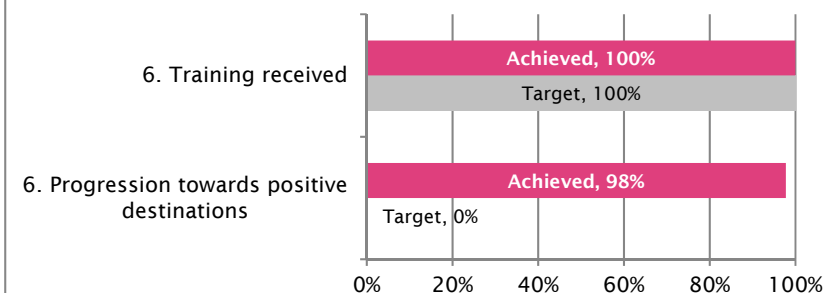 6. Training received
Achieved, 100%
Target, 100%
6. Progression towards positive
destinations
Achieved, 98%
Target, 0%
0% 20% 40% 60% 80% 100%